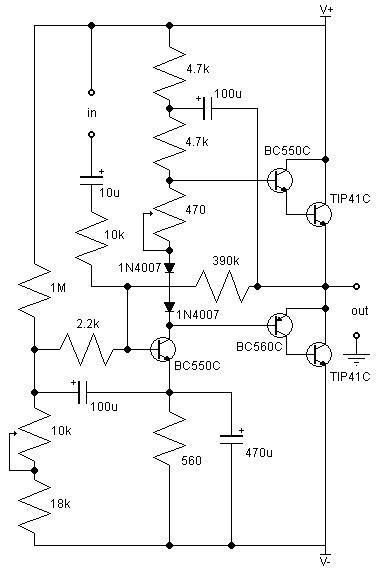 V+
4.7k
+
100u
in
4.7k
BC550C
+
10u
470
TIP41C
10k
1N4007
390k
1M
1N4007
out
2.2k
BC560C
BC550C
TIP41C
+
100u
10k
560
+
470u
18k
V-